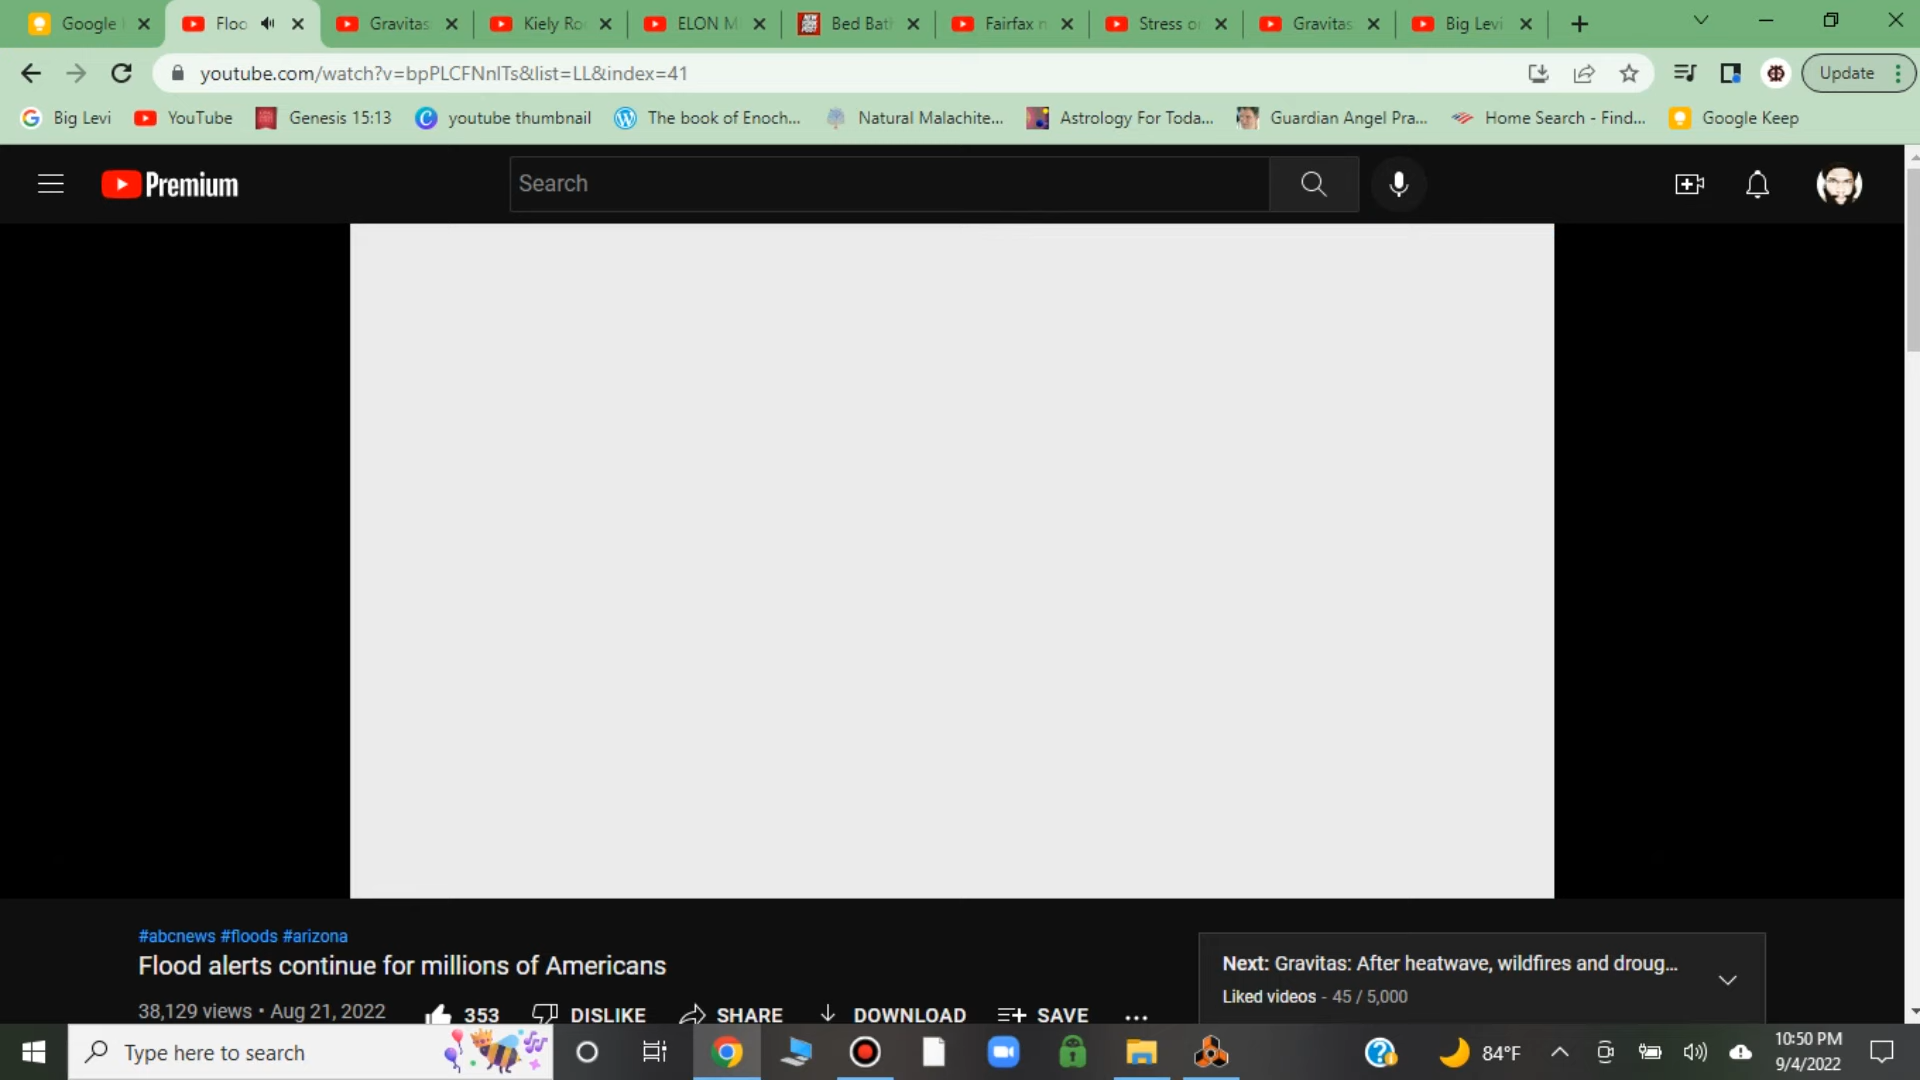 Google
Floo
Gravitas
Kiely Ro
ELON M
Bed Bat
Fairfax n
Stress o
Gravitas
Big Levi
youtube.com/watch?v=bpPLCFNnlTs&list=LL&index=41
Update
Big Levi
YouTube
Genesis 15:13
youtube thumbnail
The book of Enoch...
Natural Malachite...
Astrology For Toda...
Guardian Angel Pra...
Home Search - Find...
Google Keep
Premium
Search
#abcnews #floods #arizona
Flood alerts continue for millions of Americans
38,129 views • Aug 21, 2022
353
DISLIKE
SHARE
DOWNLOAD
SAVE
Next: Gravitas: After heatwave, wildfires and droug...
Liked videos - 45 / 5,000
Type here to search
84°F
10:50 PM
9/4/2022